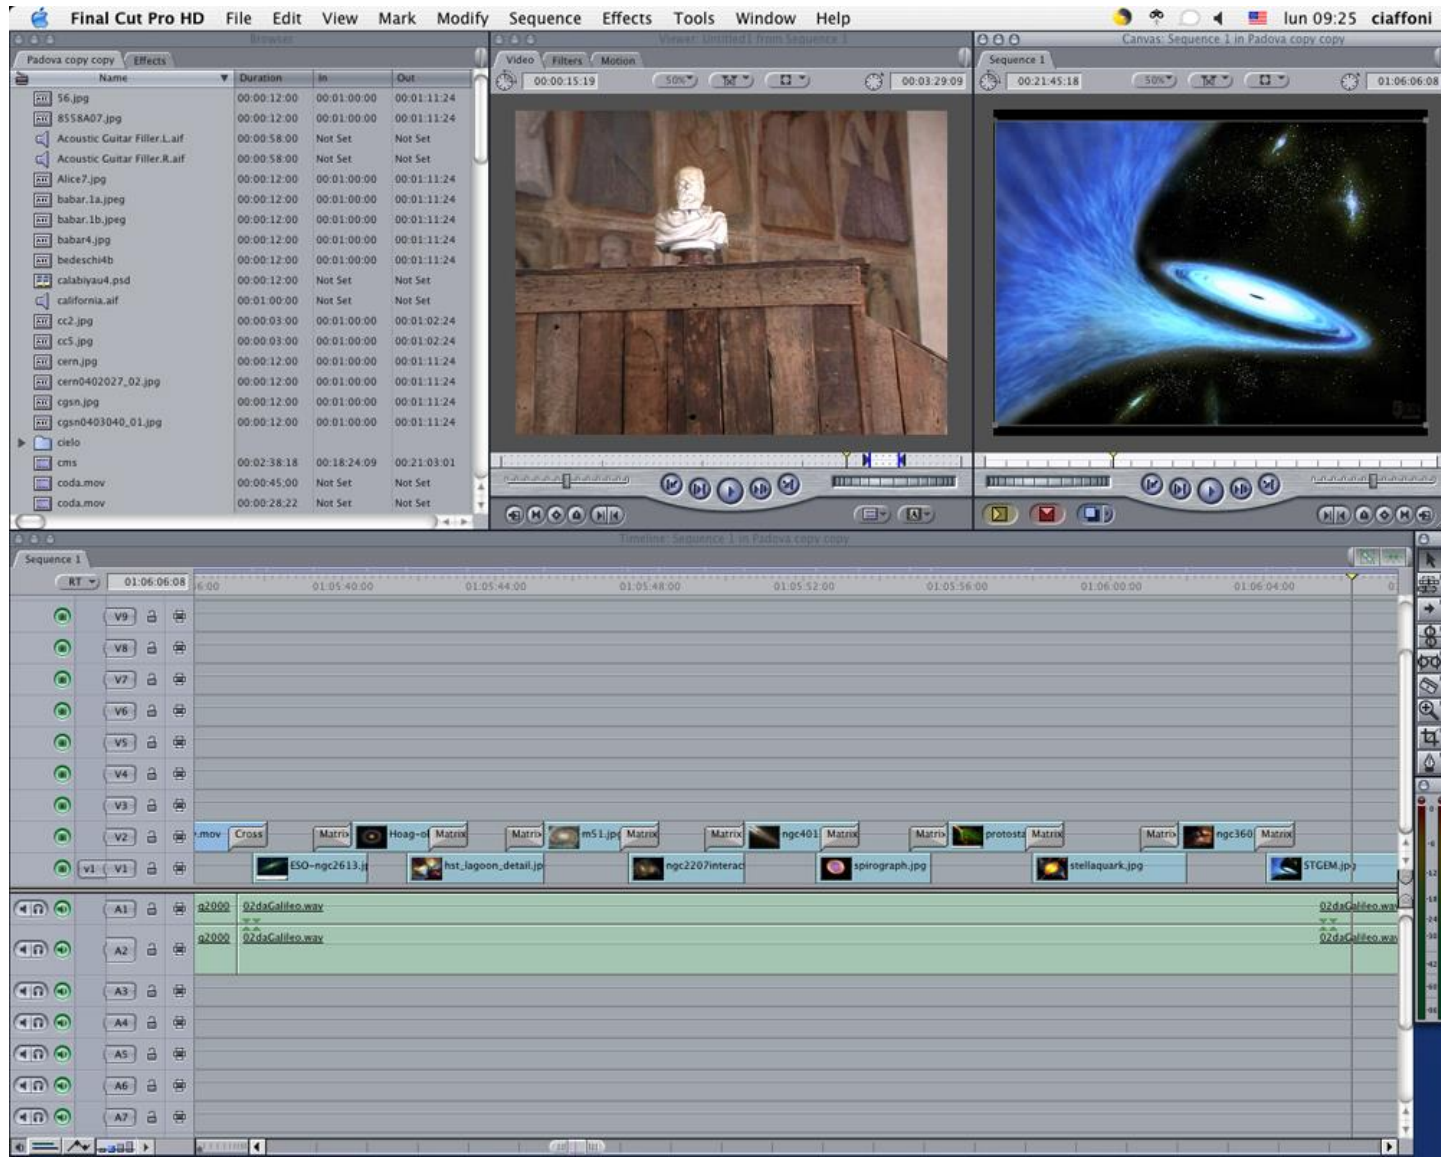 Final Cut Pro HD File Edit View Mark Modify Sequence Effects Tools Window Help lun 09:25 ciaffoni
Browser
Padova copy copy Effects
Name Duration In Out
56.jpg 00:00:12:00 00:01:00:00 00:01:11:24
8558A07.jpg 00:00:12:00 00:01:00:00 00:01:11:24
Acoustic Guitar Filler.L.aif 00:00:58:00 Not Set Not Set
Acoustic Guitar Filler.R.aif 00:00:58:00 Not Set Not Set
Alice7.jpg 00:00:12:00 00:01:00:00 00:01:11:24
babar.1a.jpeg 00:00:12:00 00:01:00:00 00:01:11:24
babar.1b.jpeg 00:00:12:00 00:01:00:00 00:01:11:24
babar4.jpg 00:00:12:00 00:01:00:00 00:01:11:24
bedeschi4b 00:00:12:00 00:01:00:00 00:01:11:24
calabiyau4.psd 00:00:12:00 Not Set Not Set
california.aif 00:01:00:00 Not Set Not Set
cc2.jpg 00:00:03:00 00:01:00:00 00:01:02:24
cc5.jpg 00:00:03:00 00:01:00:00 00:01:02:24
cern.jpg 00:00:12:00 00:01:00:00 00:01:11:24
cern0402027_02.jpg 00:00:12:00 00:01:00:00 00:01:11:24
cgsn.jpg 00:00:12:00 00:01:00:00 00:01:11:24
cgsn0403040_01.jpg 00:00:12:00 00:01:00:00 00:01:11:24
cielo
cms 00:02:38:18 00:18:24:09 00:21:03:01
coda.mov 00:00:45:00 Not Set Not Set
coda.mov 00:00:28:22 Not Set Not Set
Viewer: Untitled1 from Sequence 1
Video Filters Motion
00:00:15:19 50% 00:03:29:09
Canvas: Sequence 1 in Padova copy copy
Sequence 1
00:21:45:18 50% 01:06:06:08
Timeline: Sequence 1 in Padova copy copy
Sequence 1
RT 01:06:06:08 6:00 01:05:40:00 01:05:44:00 01:05:48:00 01:05:52:00 01:05:56:00 01:06:00:00 01:06:04:00
V9
V8
V7
V6
V5
V4
V3
V2 .mov Cross Matrix Hoag-ol Matrix Matrix m51.jpg Matrix Matrix ngc401 Matrix Matrix protosta Matrix Matrix ngc360 Matrix
v1 V1 ESO-ngc2613.j hst_lagoon_detail.jp ngc2207interac spirograph.jpg stellaquark.jpg STGEM.jpg
A1 g2000 02daGalileo.wav 02daGalileo.wav
A2 g2000 02daGalileo.wav 02daGalileo.wav
A3
A4
A5
A6
A7